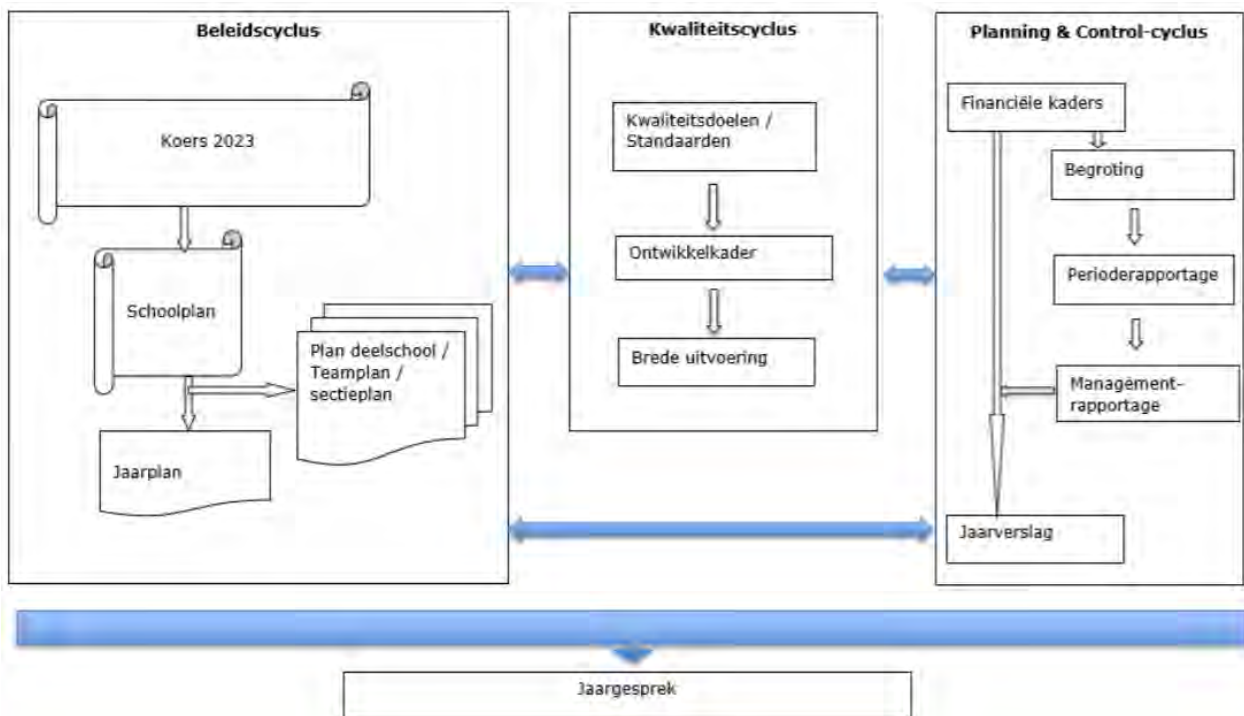 Beleidscyclus
Koers 2023
Schoolplan
Plan deelschool /
Teamplan /
sectieplan
Jaarplan
Kwaliteitscyclus
Kwaliteitsdoelen /
Standaarden
Ontwikkelkader
Brede uitvoering
Planning & Control-cyclus
Financiële kaders
Begroting
Perioderapportage
Management-
rapportage
Jaarverslag
Jaargesprek